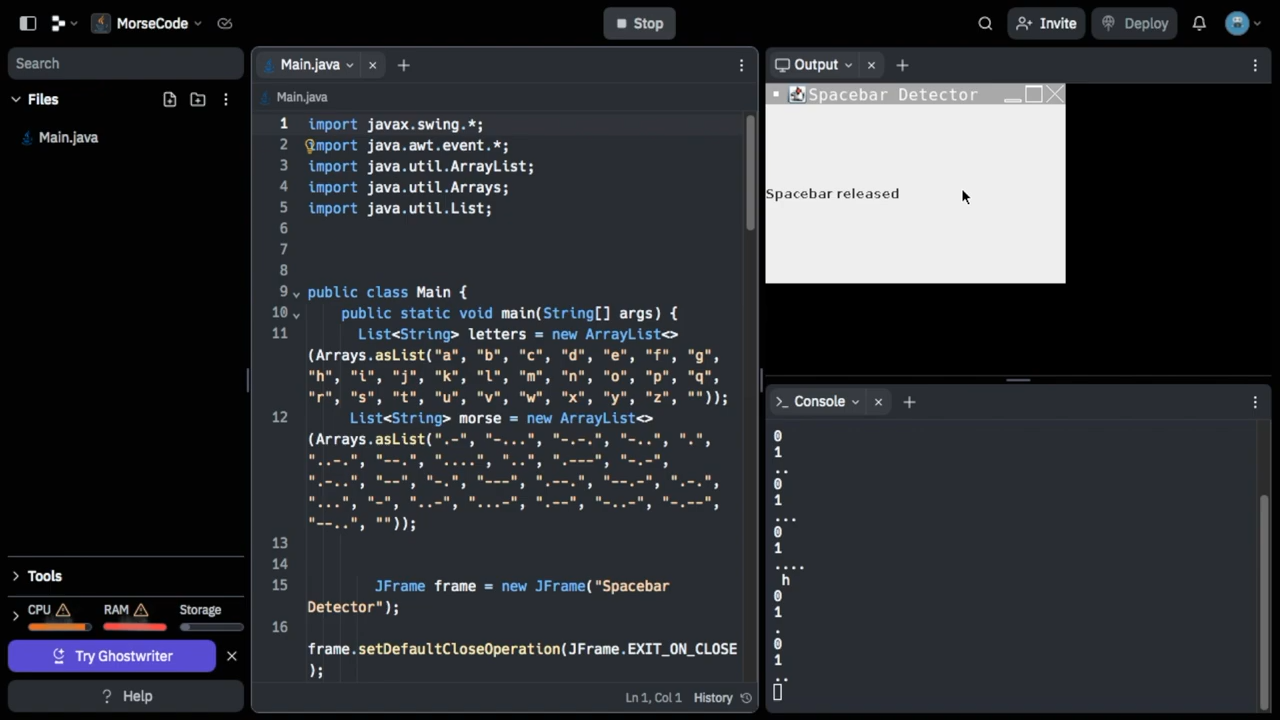 MorseCode
Stop
Invite
Deploy
Search
Files
Main.java
Tools
CPU
RAM
Storage
Try Ghostwriter
Help
Main.java
Main.java
1 import javax.swing.*;
2 import java.awt.event.*;
3 import java.util.ArrayList;
4 import java.util.Arrays;
5 import java.util.List;
6
7
8
9 public class Main {
10 public static void main(String[] args) {
11 List<String> letters = new ArrayList<>
(Arrays.asList("a", "b", "c", "d", "e", "f", "g",
"h", "i", "j", "k", "l", "m", "n", "o", "p", "q",
"r", "s", "t", "u", "v", "w", "x", "y", "z", ""));
12 List<String> morse = new ArrayList<>
(Arrays.asList(".-", "-...", "-.-.", "-..", ".",
"..-.", "--.", "....", "..", ".---", "-.-",
".-..", "--", "-.", "---", ".--.", "--.-", ".-.",
"...", "-", "..-", "...-", ".--", "-..-", "-.--",
"--..", ""));
13
14
15 JFrame frame = new JFrame("Spacebar
Detector");
16
frame.setDefaultCloseOperation(JFrame.EXIT_ON_CLOSE
);
Ln 1, Col 1 History
Output
Spacebar Detector
Spacebar released
Console
0
1
..
0
1
...
0
1
....
h
0
1
.
0
1
..